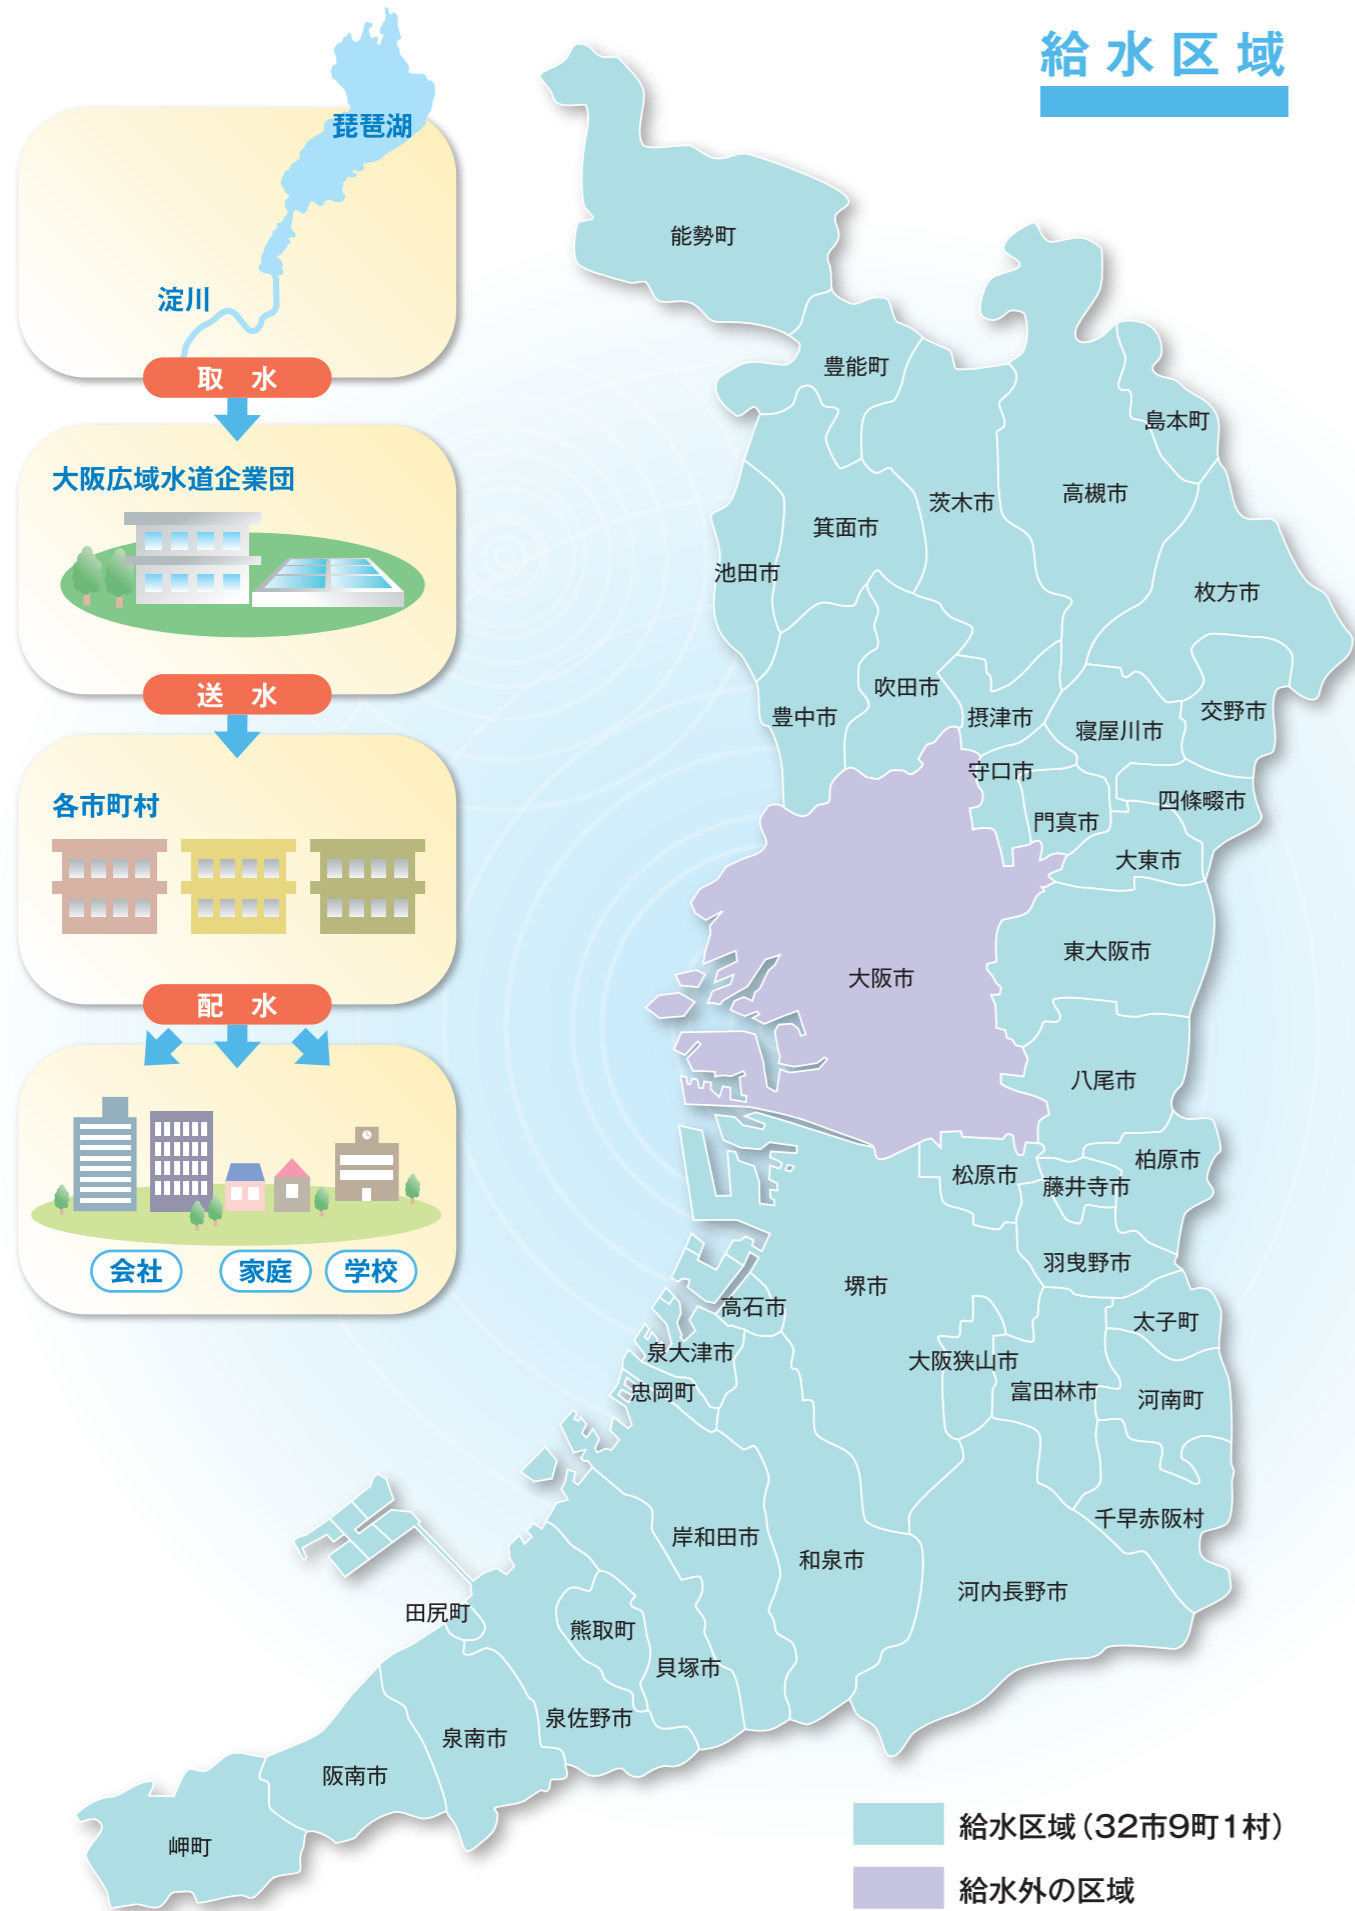 給水区域
琵琶湖
淀川
取 水
大阪広域水道企業団
送 水
各市町村
配 水
会社
家庭
学校
能勢町
豊能町
島本町
高槻市
茨木市
箕面市
池田市
枚方市
吹田市
豊中市
摂津市
寝屋川市
交野市
守口市
門真市
四條畷市
大東市
東大阪市
大阪市
八尾市
柏原市
松原市
藤井寺市
羽曳野市
堺市
高石市
太子町
泉大津市
大阪狭山市
忠岡町
富田林市
河南町
千早赤阪村
岸和田市
和泉市
河内長野市
田尻町
熊取町
貝塚市
泉佐野市
泉南市
阪南市
岬町
給水区域(32市9町1村)
給水外の区域